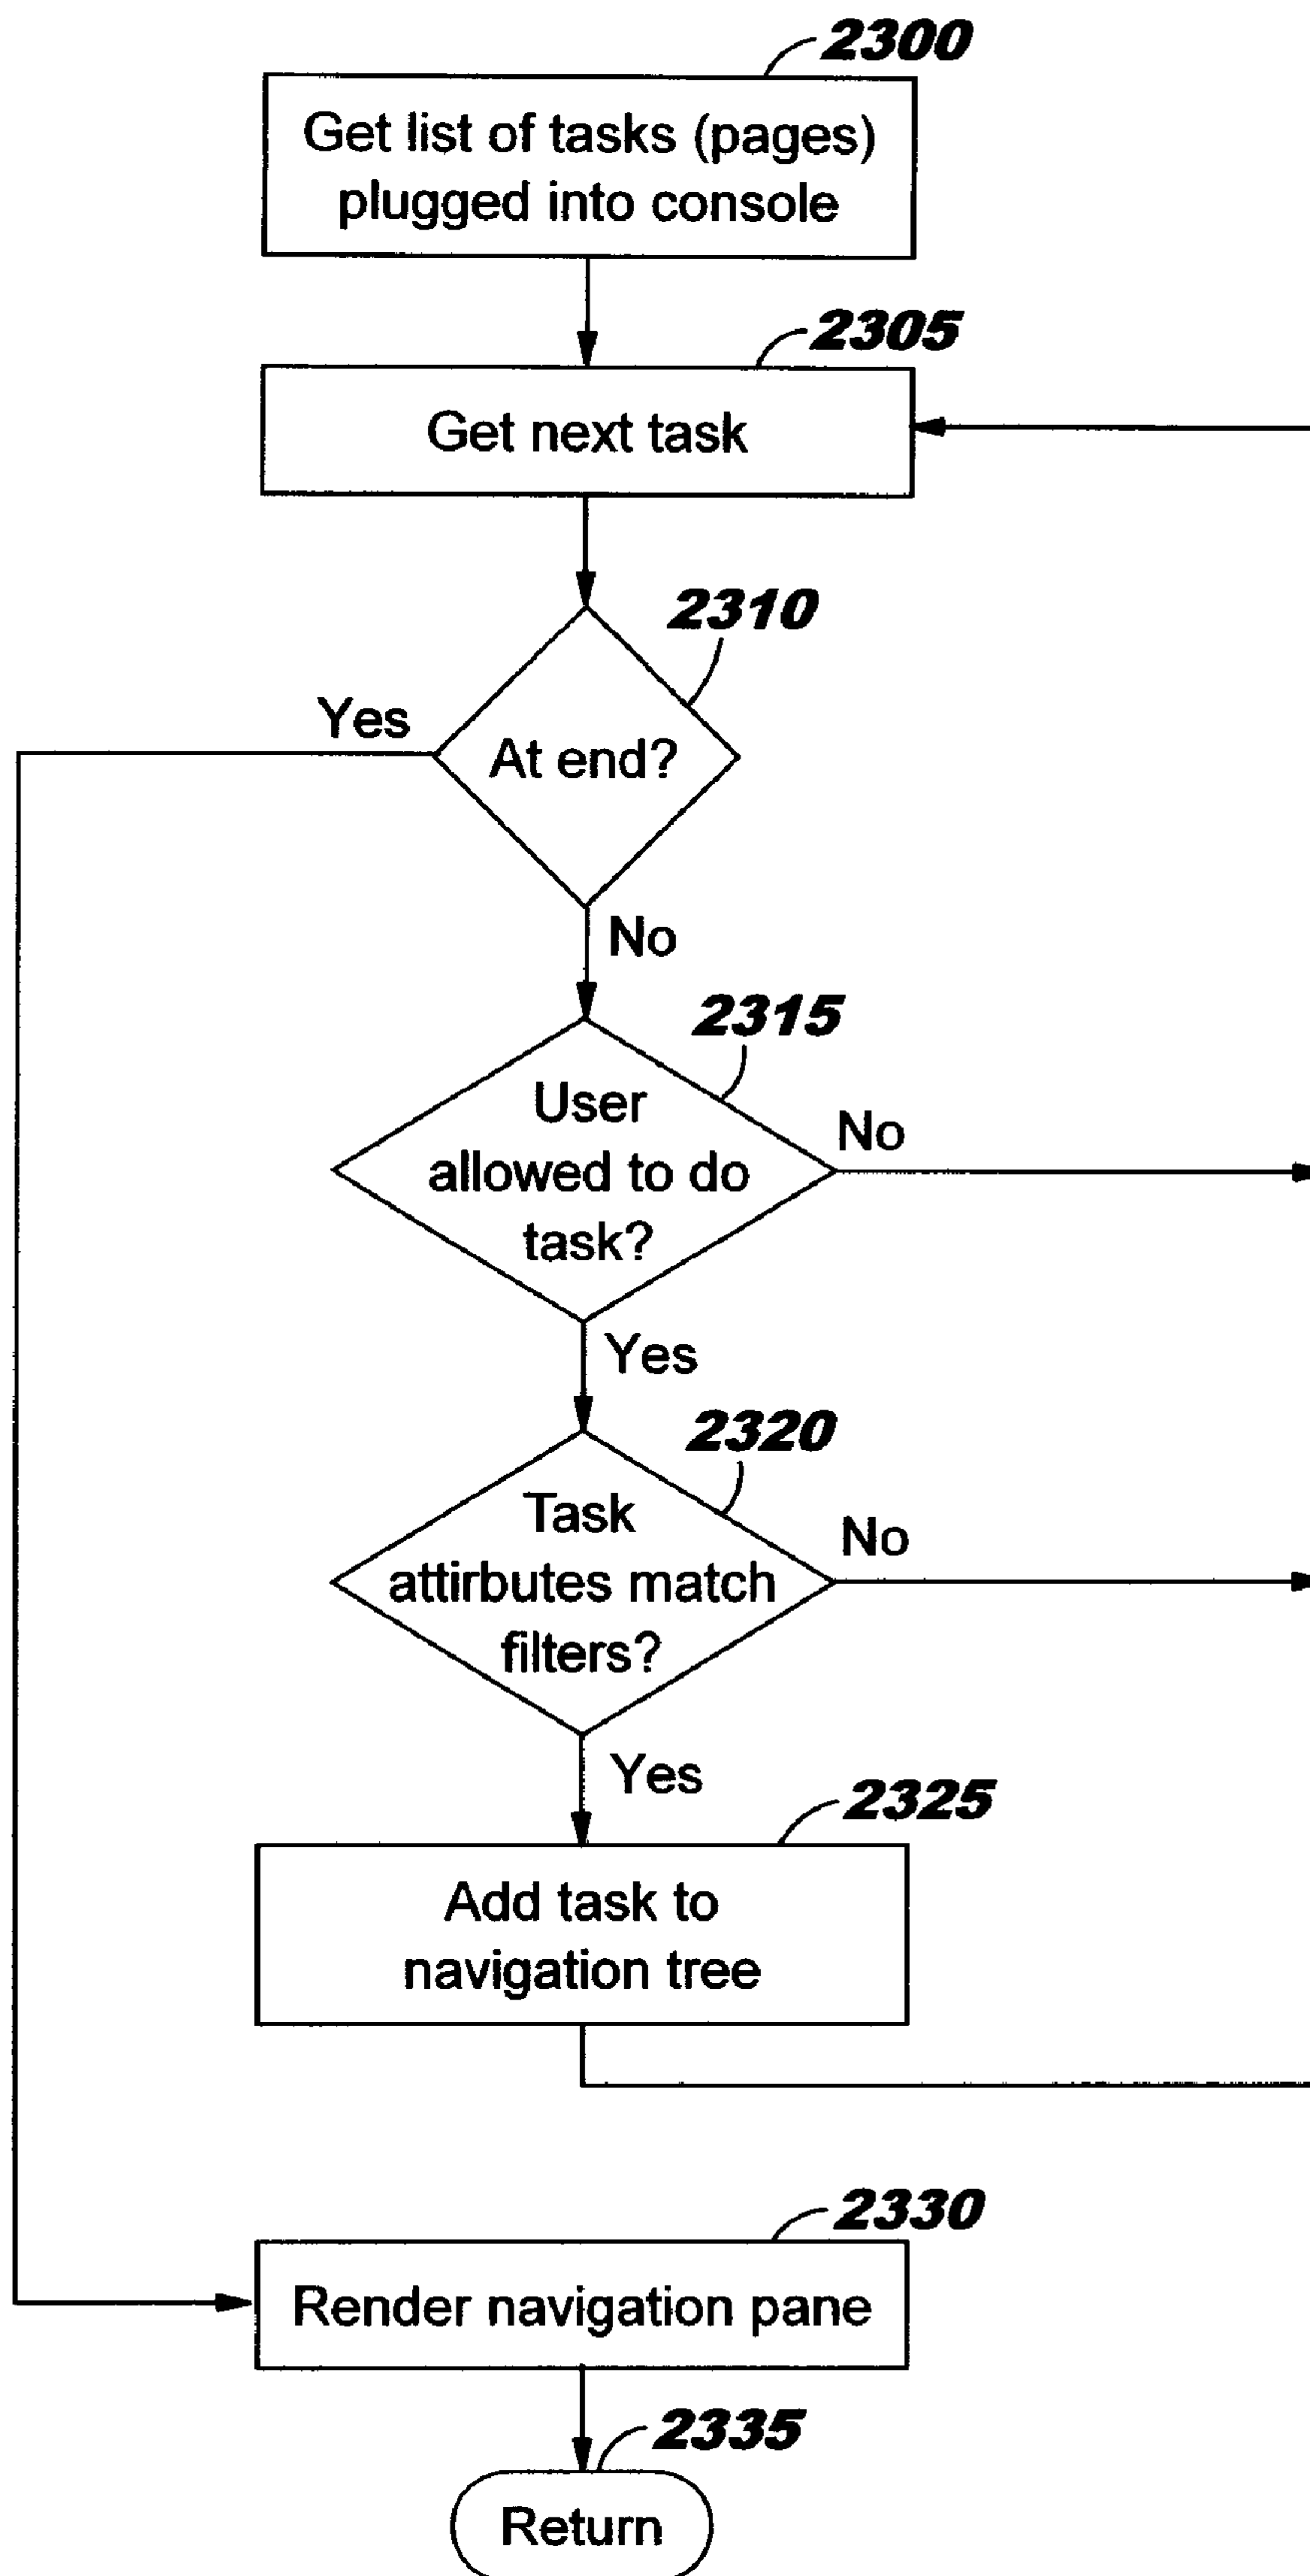 2300
Get list of tasks (pages)
plugged into console
2305
Get next task
2310
Yes
At end?
No
2315
User
allowed to do
task?
No
Yes
2320
Task
attirbutes match
filters?
No
Yes
2325
Add task to
navigation tree
2330
Render navigation pane
2335
Return